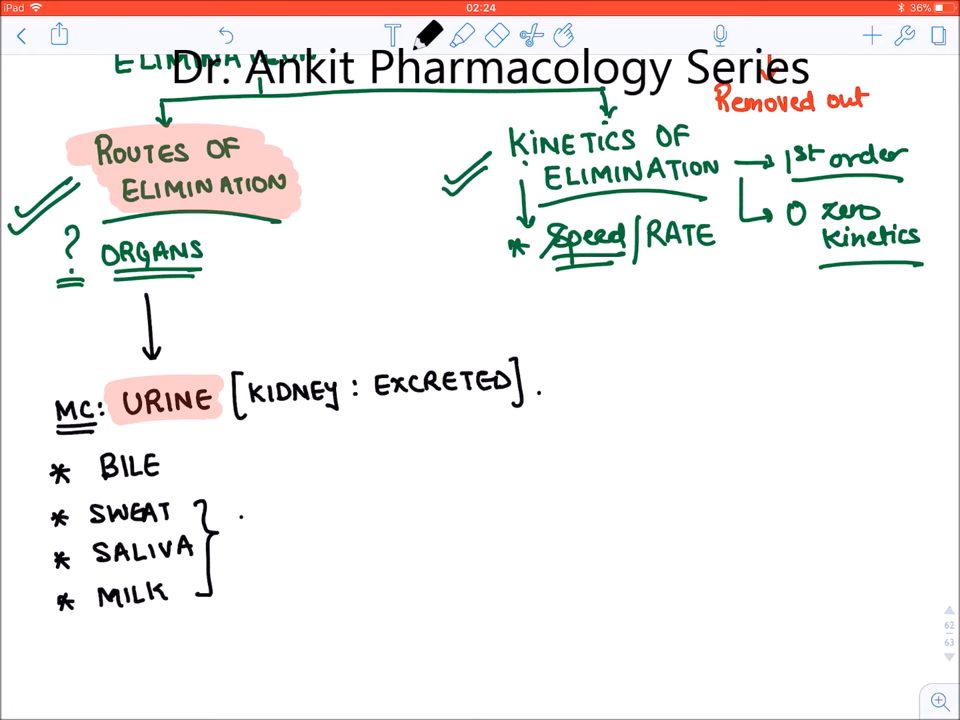 iPad
02:24
36%
T
ELIMINATION
Dr. Ankit Pharmacology Series
Removed out
ROUTES OF
ELIMINATION
? ORGANS
KINETICS OF
ELIMINATION
* Speed/RATE
1st order
0 zero
kinetics
MC: URINE [KIDNEY : EXCRETED].
* BILE
* SWEAT
* SALIVA
* MILK
62
63